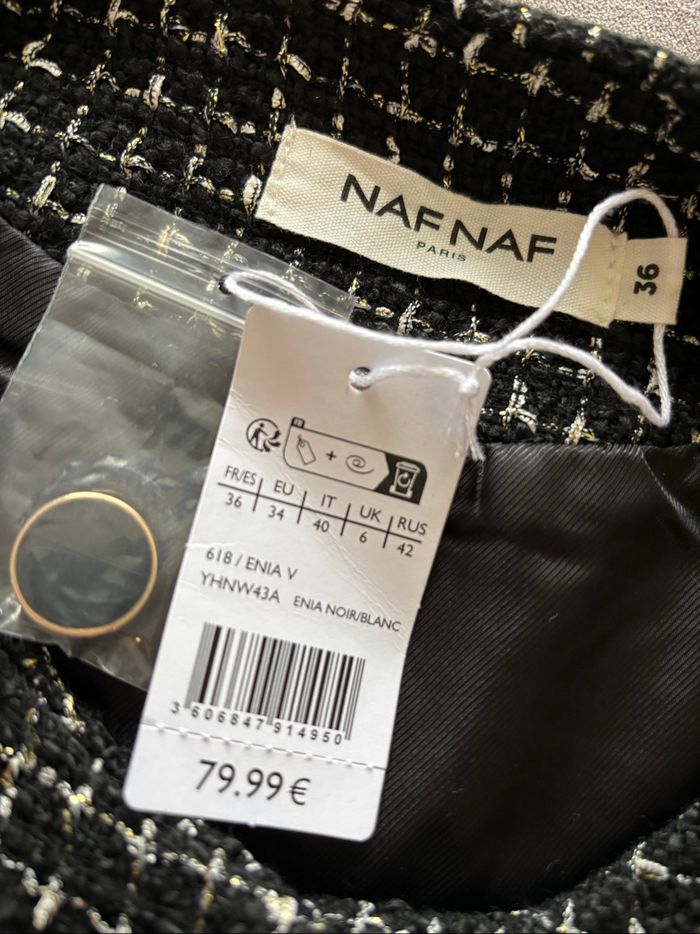 NAF NAF
PARIS
36
FR
+
FR/ES EU IT UK RUS
36 34 40 6 42
618 / ENIA V
YHNW43A ENIA NOIR/BLANC
3 606847 914950
79.99€